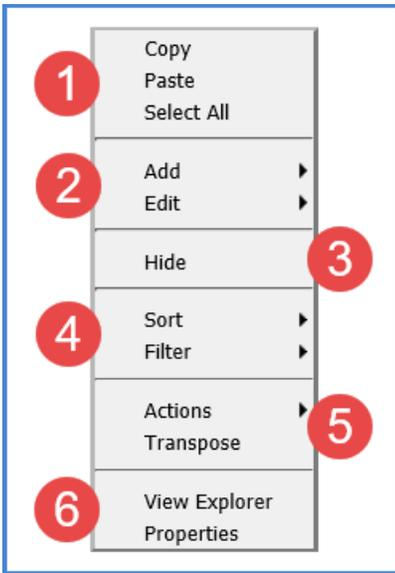 1
Copy
Paste
Select All
2
Add
Edit
Hide
3
4
Sort
Filter
Actions
5
Transpose
6
View Explorer
Properties